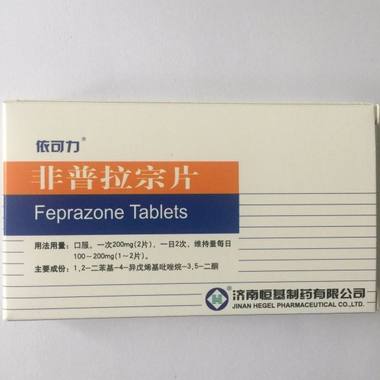 依可力®
非普拉宗片
Feprazone Tablets
用法用量：口服。一次200mg(2片)，一日2次，维持量每日
100~200mg(1~2片)。
主要成份：1,2-二苯基-4-异戊烯基吡唑烷-3,5-二酮
济南恒基制药有限公司
JINAN HEGEL PHARMACEUTICAL CO.,LTD.